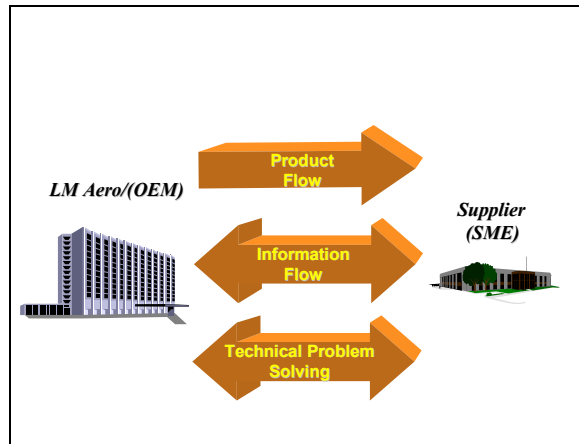 Product
Flow
LM Aero/(OEM)
Supplier
(SME)
Information
Flow
Technical Problem
Solving